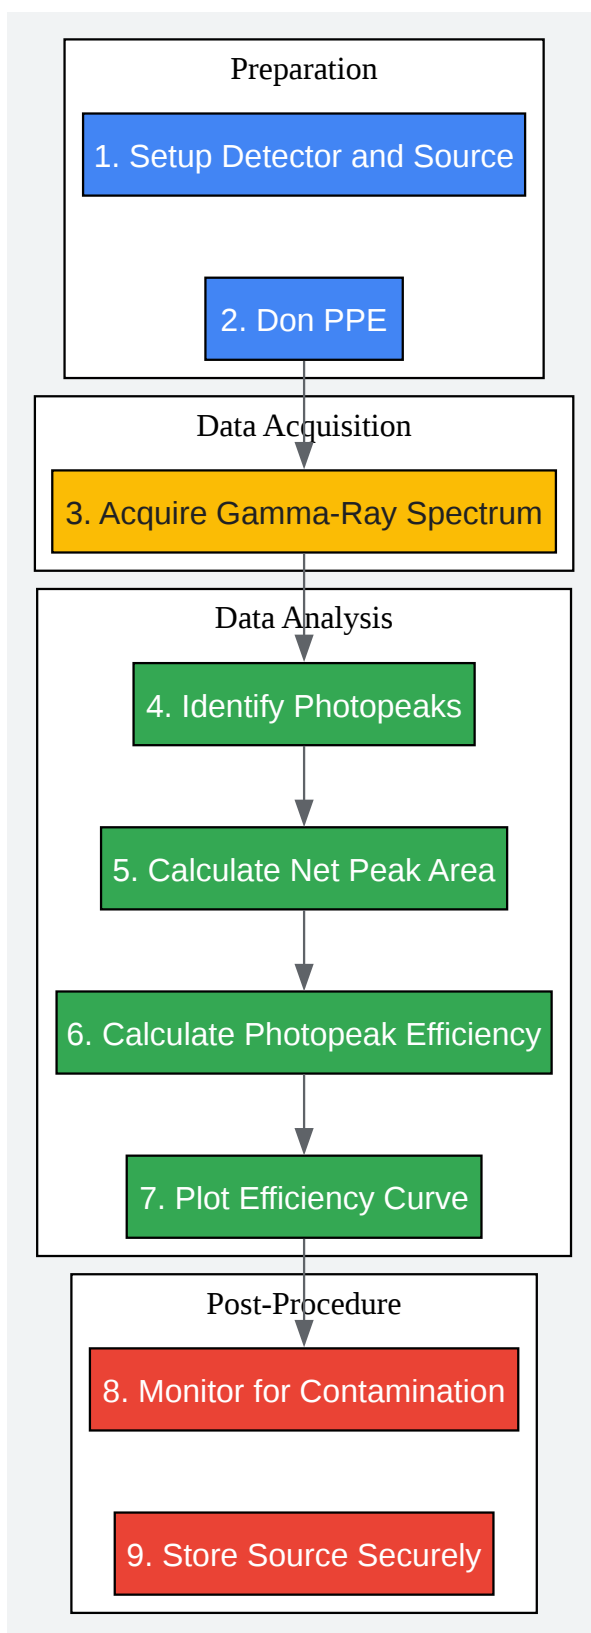 Preparation
1. Setup Detector and Source
2. Don PPE
Data Acquisition
3. Acquire Gamma-Ray Spectrum
Data Analysis
4. Identify Photopeaks
5. Calculate Net Peak Area
6. Calculate Photopeak Efficiency
7. Plot Efficiency Curve
Post-Procedure
8. Monitor for Contamination
9. Store Source Securely